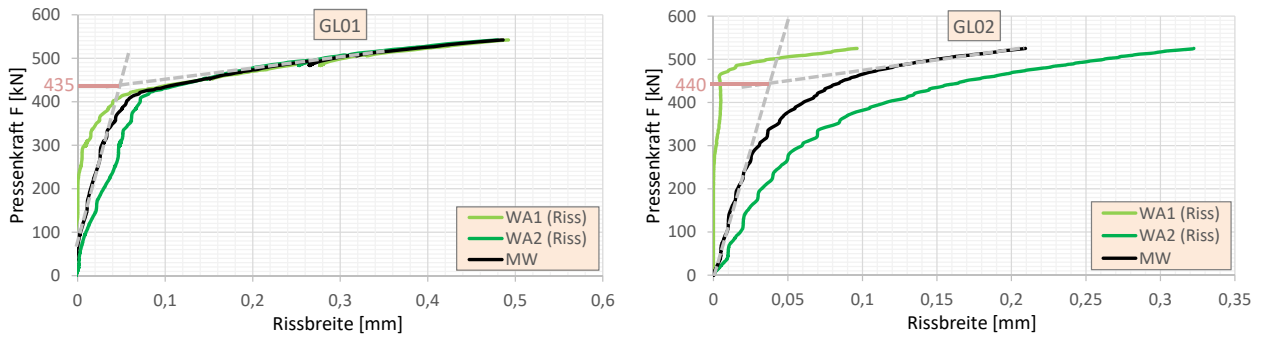 GL01
Pressenkraft F [kN]
600
500
435
400
300
200
100
0
WA1 (Riss)
WA2 (Riss)
MW
0 0,1 0,2 0,3 0,4 0,5 0,6
Rissbreite [mm]
GL02
Pressenkraft F [kN]
600
500
440
400
300
200
100
0
WA1 (Riss)
WA2 (Riss)
MW
0 0,05 0,1 0,15 0,2 0,25 0,3 0,35
Rissbreite [mm]